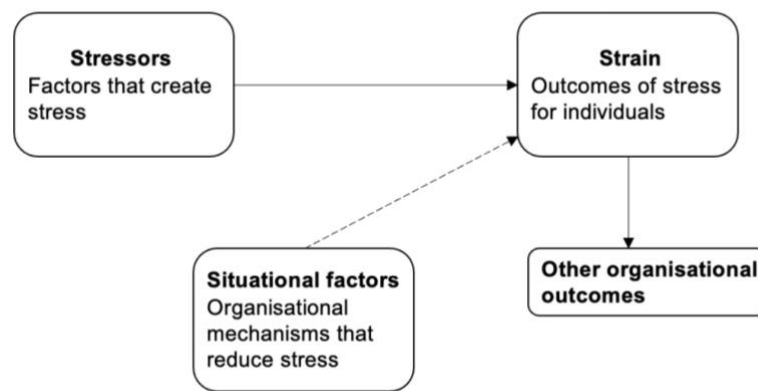 Stressors
Factors that create
stress
Strain
Outcomes of stress
for individuals
Situational factors
Organisational
mechanisms that
reduce stress
Other organisational
outcomes